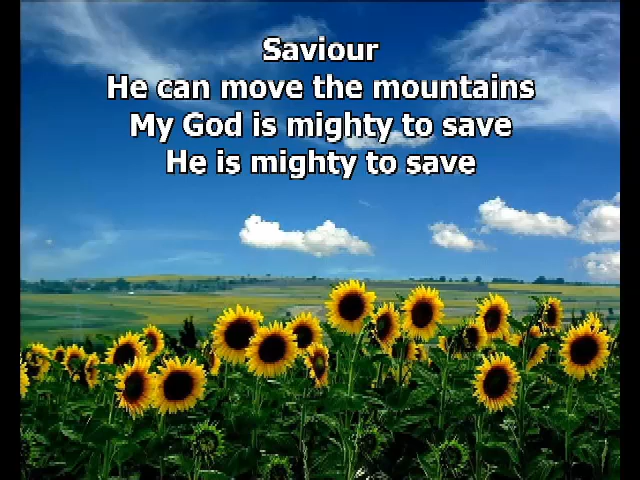 Saviour
He can move the mountains
My God is mighty to save
He is mighty to save